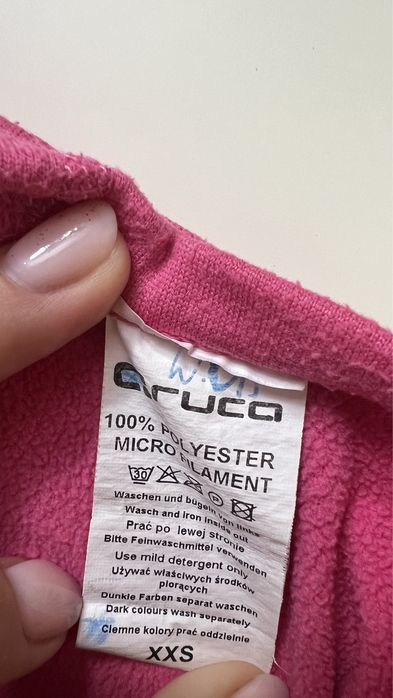 aruca
100% POLYESTER
MICRO FILAMENT
30 P
Waschen und bügeln von links
Wash and iron inside out
Prać po lewej stronie
Bitte Feinwaschmittel verwenden
Use mild detergent only
Używać właściwych środków
piorących
Dunkle Farben separat waschen
Dark colours wash separately
Ciemne kolory prać oddzielnie
XXS